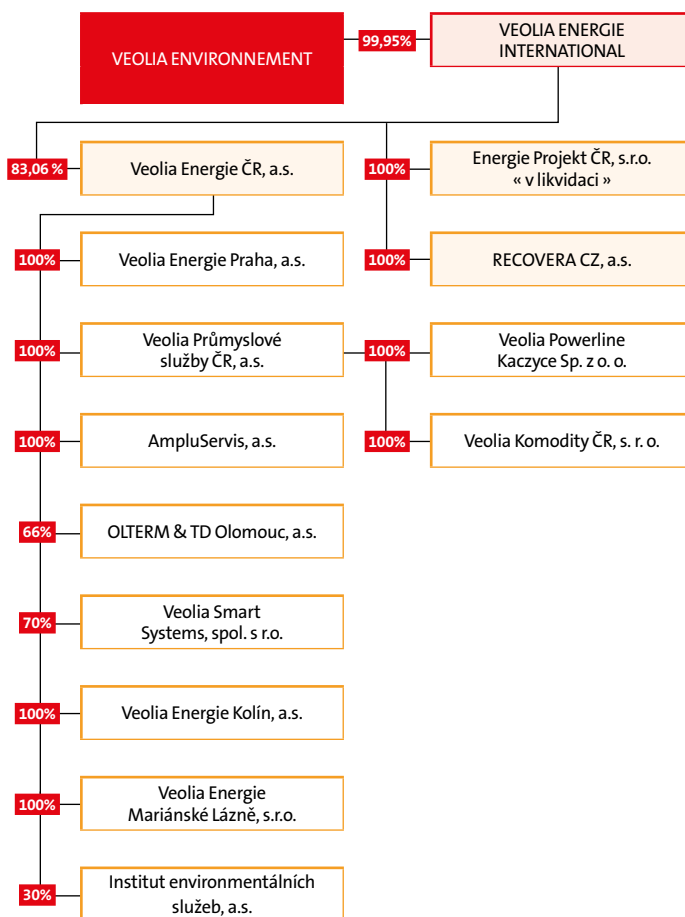 VEOLIA ENVIRONNEMENT
99,95%
VEOLIA ENERGIE
INTERNATIONAL
83,06 %
Veolia Energie ČR, a.s.
100%
Energie Projekt ČR, s.r.o.
« v likvidaci »
100%
Veolia Energie Praha, a.s.
100%
RECOVERA CZ, a.s.
100%
Veolia Průmyslové
služby ČR, a.s.
100%
Veolia Powerline
Kaczyce Sp. z o. o.
100%
AmpluServis, a.s.
100%
Veolia Komodity ČR, s. r. o.
66%
OLTERM & TD Olomouc, a.s.
70%
Veolia Smart
Systems, spol. s r.o.
100%
Veolia Energie Kolín, a.s.
100%
Veolia Energie
Mariánské Lázně, s.r.o.
30%
Institut environmentálních
služeb, a.s.